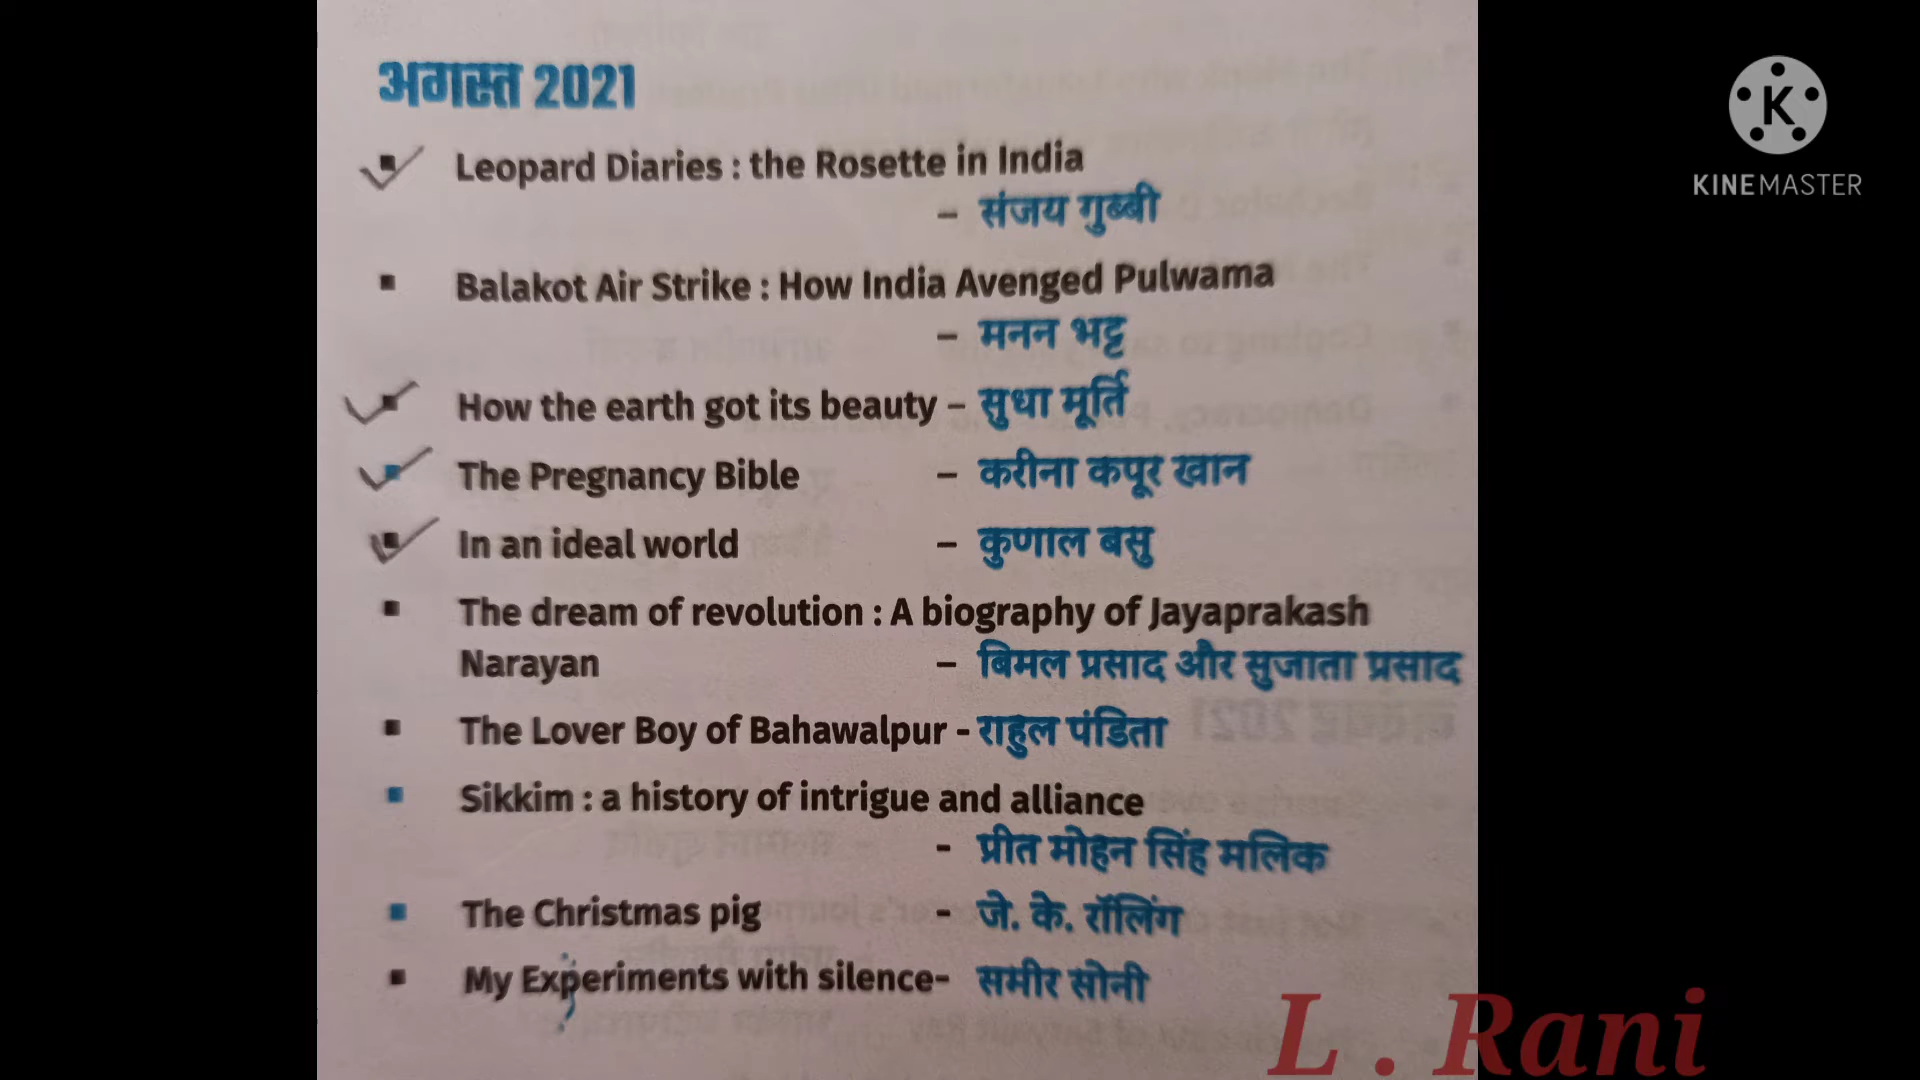 अगस्त 2021
KINEMASTER
Leopard Diaries : the Rosette in India
– संजय गुब्बी
Balakot Air Strike : How India Avenged Pulwama
– मनन भट्ट
How the earth got its beauty – सुधा मूर्ति
The Pregnancy Bible – करीना कपूर खान
In an ideal world – कुणाल बसु
The dream of revolution : A biography of Jayaprakash
Narayan – बिमल प्रसाद और सुजाता प्रसाद
The Lover Boy of Bahawalpur - राहुल पंडिता
Sikkim : a history of intrigue and alliance
- प्रीत मोहन सिंह मलिक
The Christmas pig - जे. के. रॉलिंग
My Experiments with silence- समीर सोनी
L . Rani